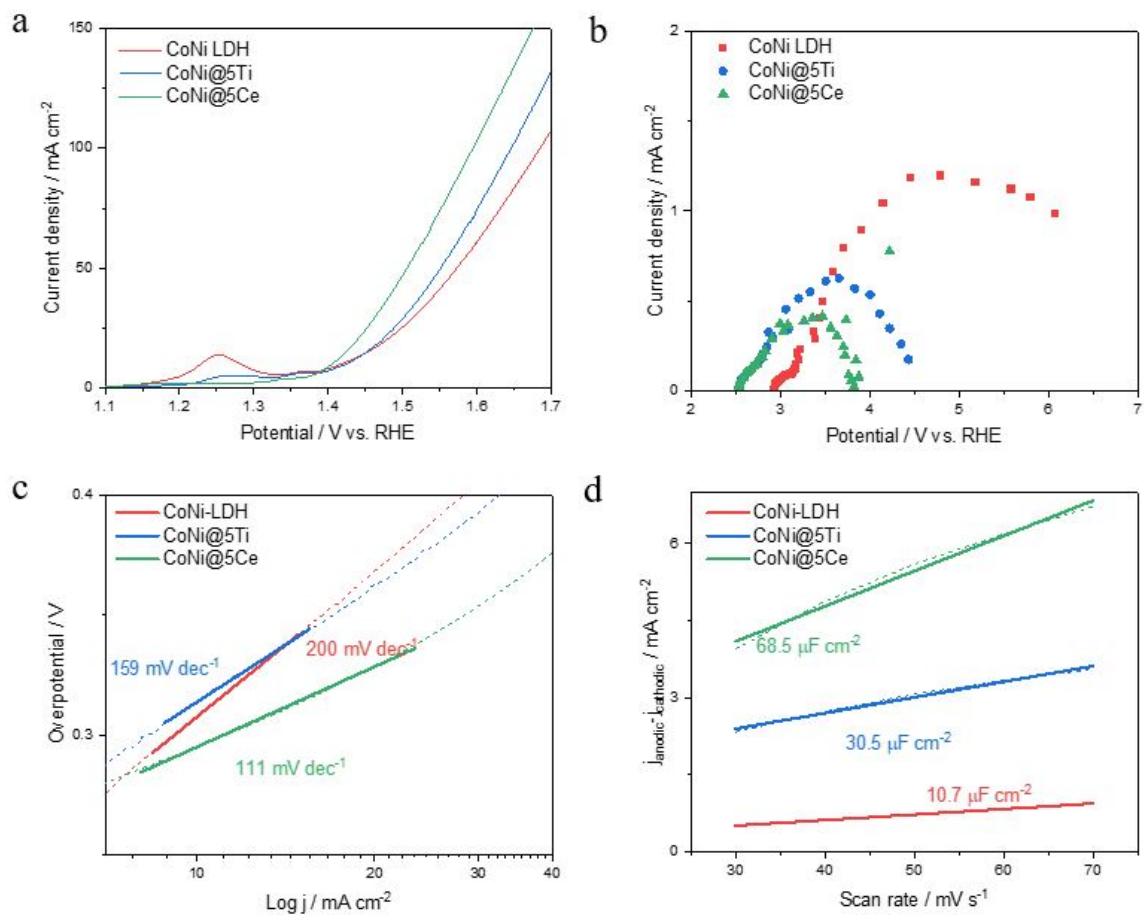 a
150
100
50
0
1.1 1.2 1.3 1.4 1.5 1.6 1.7
Current density / mA cm-2
Potential / V vs. RHE
CoNi LDH
CoNi@5Ti
CoNi@5Ce
b
2
1
0
2 3 4 5 6 7
Current density / mA cm-2
Potential / V vs. RHE
CoNi LDH
CoNi@5Ti
CoNi@5Ce
c
0.4
0.3
10 20 30 40
Overpotential / V
Log j / mA cm-2
CoNi-LDH
CoNi@5Ti
CoNi@5Ce
159 mV dec-1
200 mV dec-1
111 mV dec-1
d
6
3
0
30 40 50 60 70
janodic-jcathodic / mA cm-2
Scan rate / mV s-1
CoNi-LDH
CoNi@5Ti
CoNi@5Ce
68.5 μF cm-2
30.5 μF cm-2
10.7 μF cm-2